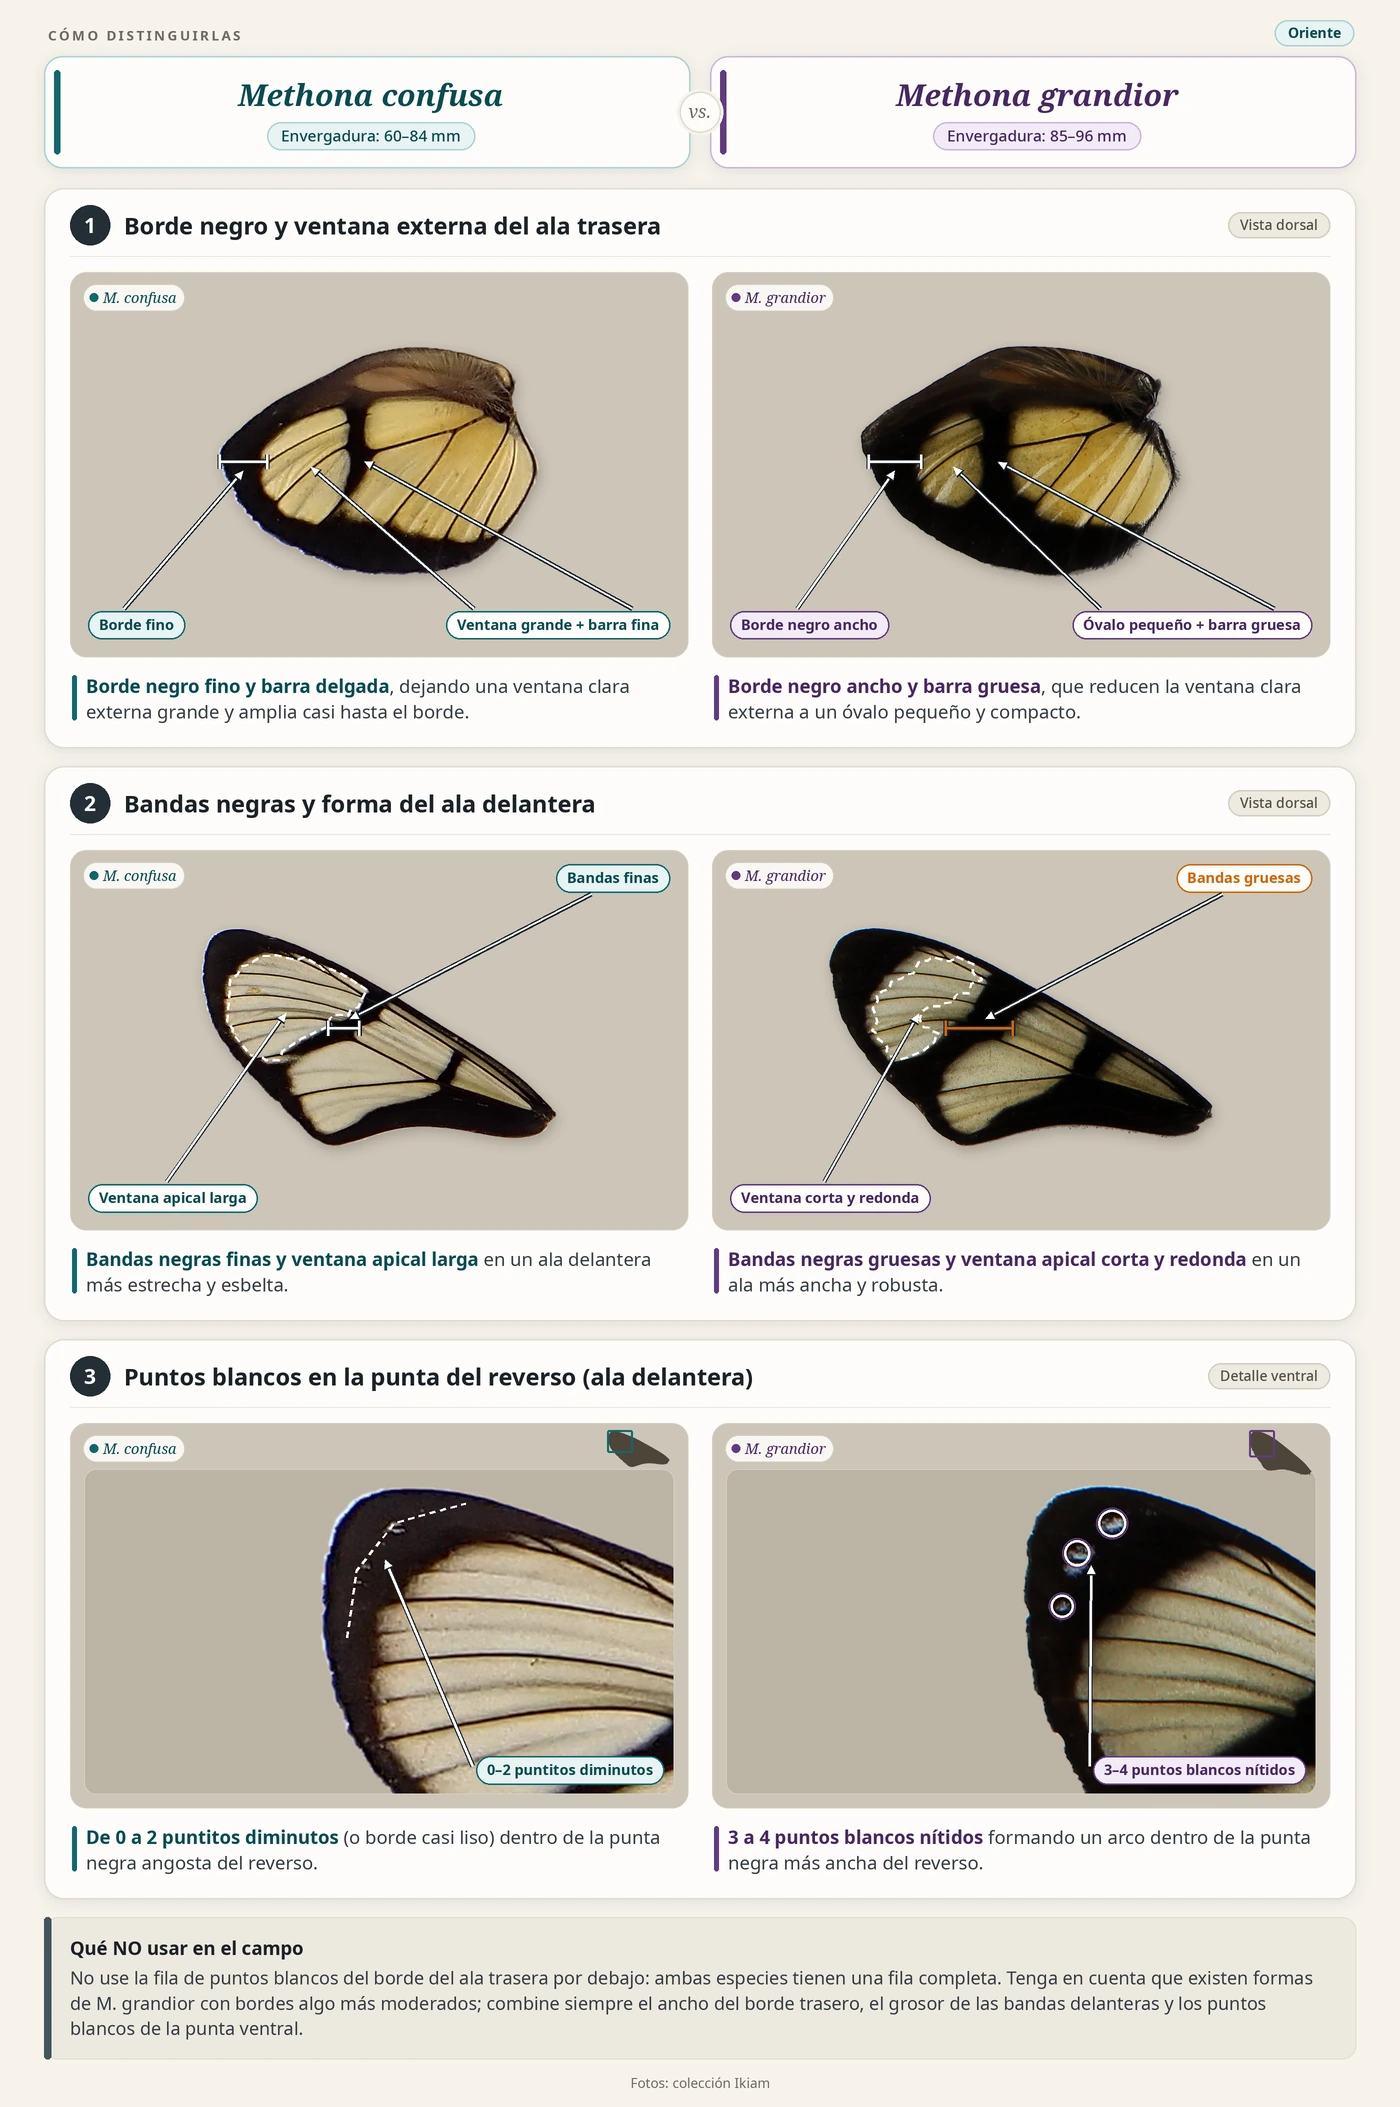 CÓMO DISTINGUIRLAS
Oriente
Methona confusa
Envergadura: 60–84 mm
vs.
Methona grandior
Envergadura: 85–96 mm
1 Borde negro y ventana externa del ala trasera
Vista dorsal
M. confusa
Borde fino
Ventana grande + barra fina
M. grandior
Borde negro ancho
Óvalo pequeño + barra gruesa
Borde negro fino y barra delgada, dejando una ventana clara
externa grande y amplia casi hasta el borde.
Borde negro ancho y barra gruesa, que reducen la ventana clara
externa a un óvalo pequeño y compacto.
2 Bandas negras y forma del ala delantera
Vista dorsal
M. confusa
Bandas finas
Ventana apical larga
M. grandior
Bandas gruesas
Ventana corta y redonda
Bandas negras finas y ventana apical larga en un ala delantera
más estrecha y esbelta.
Bandas negras gruesas y ventana apical corta y redonda en un
ala más ancha y robusta.
3 Puntos blancos en la punta del reverso (ala delantera)
Detalle ventral
M. confusa
0–2 puntitos diminutos
M. grandior
3–4 puntos blancos nítidos
De 0 a 2 puntitos diminutos (o borde casi liso) dentro de la punta
negra angosta del reverso.
3 a 4 puntos blancos nítidos formando un arco dentro de la punta
negra más ancha del reverso.
Qué NO usar en el campo
No use la fila de puntos blancos del borde del ala trasera por debajo: ambas especies tienen una fila completa. Tenga en cuenta que existen formas
de M. grandior con bordes algo más moderados; combine siempre el ancho del borde trasero, el grosor de las bandas delanteras y los puntos
blancos de la punta ventral.
Fotos: colección Ikiam